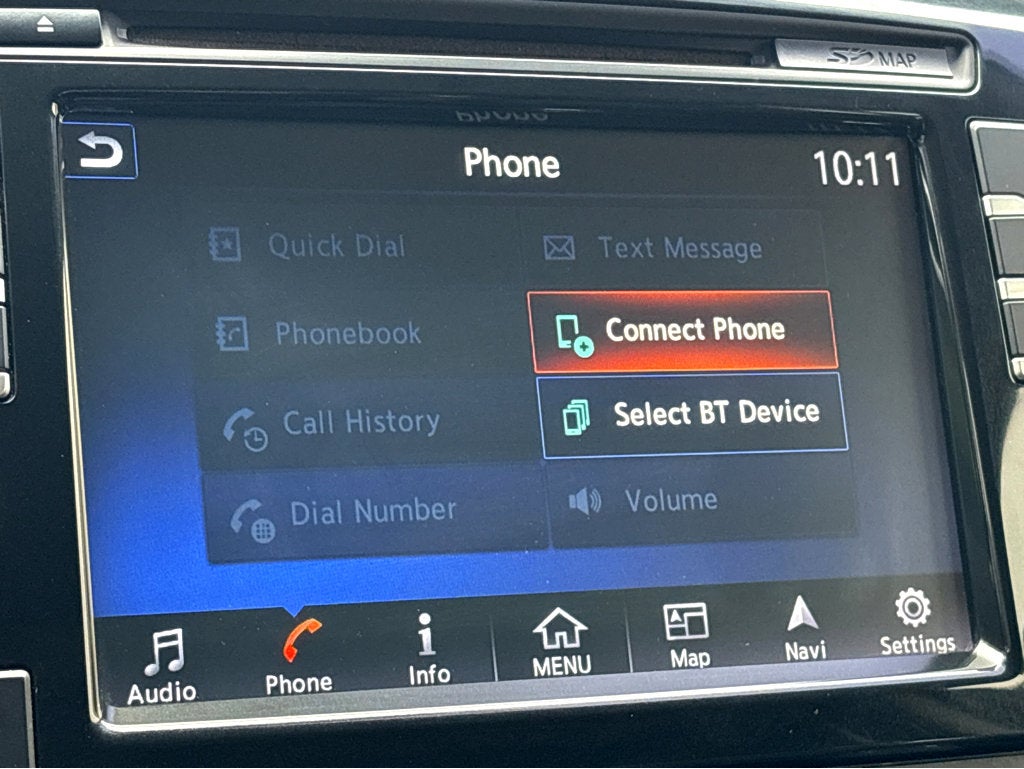 SD MAP
Phone
10:11
Quick Dial
Text Message
Phonebook
Connect Phone
Call History
Select BT Device
Dial Number
Volume
Audio
Phone
Info
MENU
Map
Navi
Settings